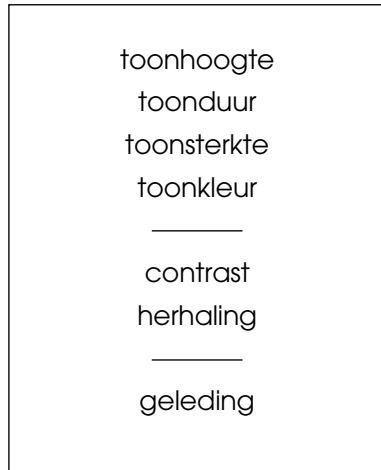 toonhoogte
toonduur
toonsterkte
toonkleur
contrast
herhaling
geleding